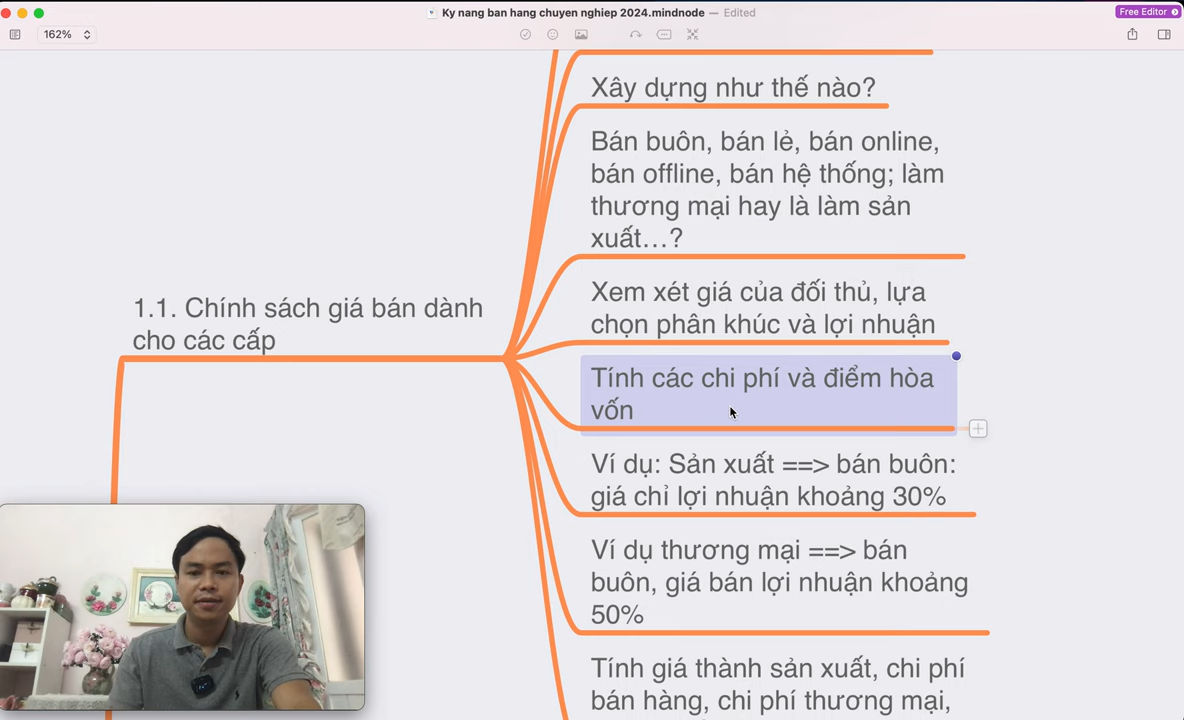 Ky nang ban hang chuyen nghiep 2024.mindnode — Edited
Free Editor
162%
Xây dựng như thế nào?
Bán buôn, bán lẻ, bán online,
bán offline, bán hệ thống; làm
thương mại hay là làm sản
xuất...?
1.1. Chính sách giá bán dành
cho các cấp
Xem xét giá của đối thủ, lựa
chọn phân khúc và lợi nhuận
Tính các chi phí và điểm hòa
vốn
Ví dụ: Sản xuất ==> bán buôn:
giá chỉ lợi nhuận khoảng 30%
Ví dụ thương mại ==> bán
buôn, giá bán lợi nhuận khoảng
50%
Tính giá thành sản xuất, chi phí
bán hàng, chi phí thương mại,